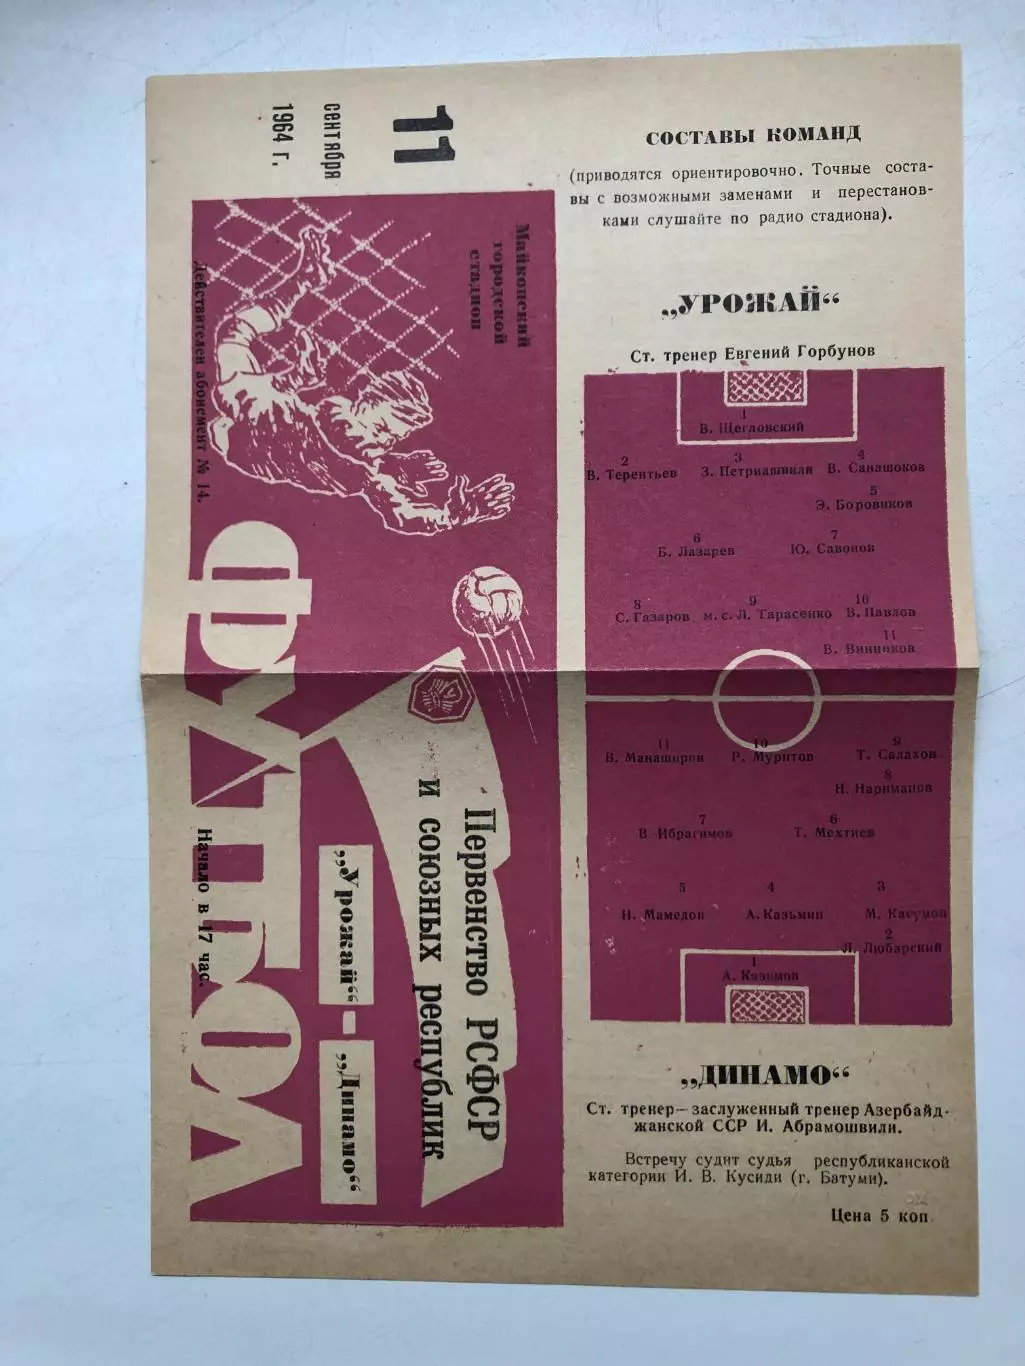 11
сентября
1964 г.
Майкопский
городской
стадион
Действителен абонемент № 14.
ФУТБОЛ
Первенство РСФСР
и союзных республик
„Урожай“ — „Динамо“
Начало в 17 час.
СОСТАВЫ КОМАНД
(приводятся ориентировочно. Точные соста-
вы с возможными заменами и перестанов-
ками слушайте по радио стадиона).
„УРОЖАЙ“
Ст. тренер Евгений Горбунов
1
В. Щегловский
2 3 4
В. Терентьев З. Петриашвили В. Санашоков
5
Э. Боровиков
6 7
Б. Лазарев Ю. Савонов
8 9 10
С. Газаров м. с. Л. Тарасенко В. Павлов
11
В. Винников
11 10 9
В. Манаширов Р. Муритов Т. Салахов
8
Н. Нариманов
7 6
В. Ибрагимов Т. Мехтиев
5 4 3
Н. Мамедов А. Казьмин М. Касумов
2
Л. Любарский
1
А. Кязимов
„ДИНАМО“
Ст. тренер—заслуженный тренер Азербайд-
жанской ССР И. Абрамошвили.
Встречу судит судья республиканской
категории И. В. Кусиди (г. Батуми).
Цена 5 коп.